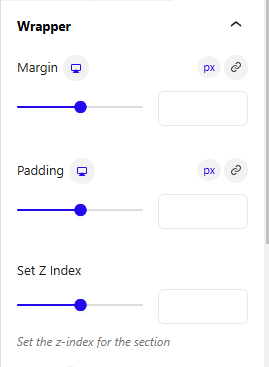 Wrapper
Margin px
Padding px
Set Z Index
Set the z-index for the section